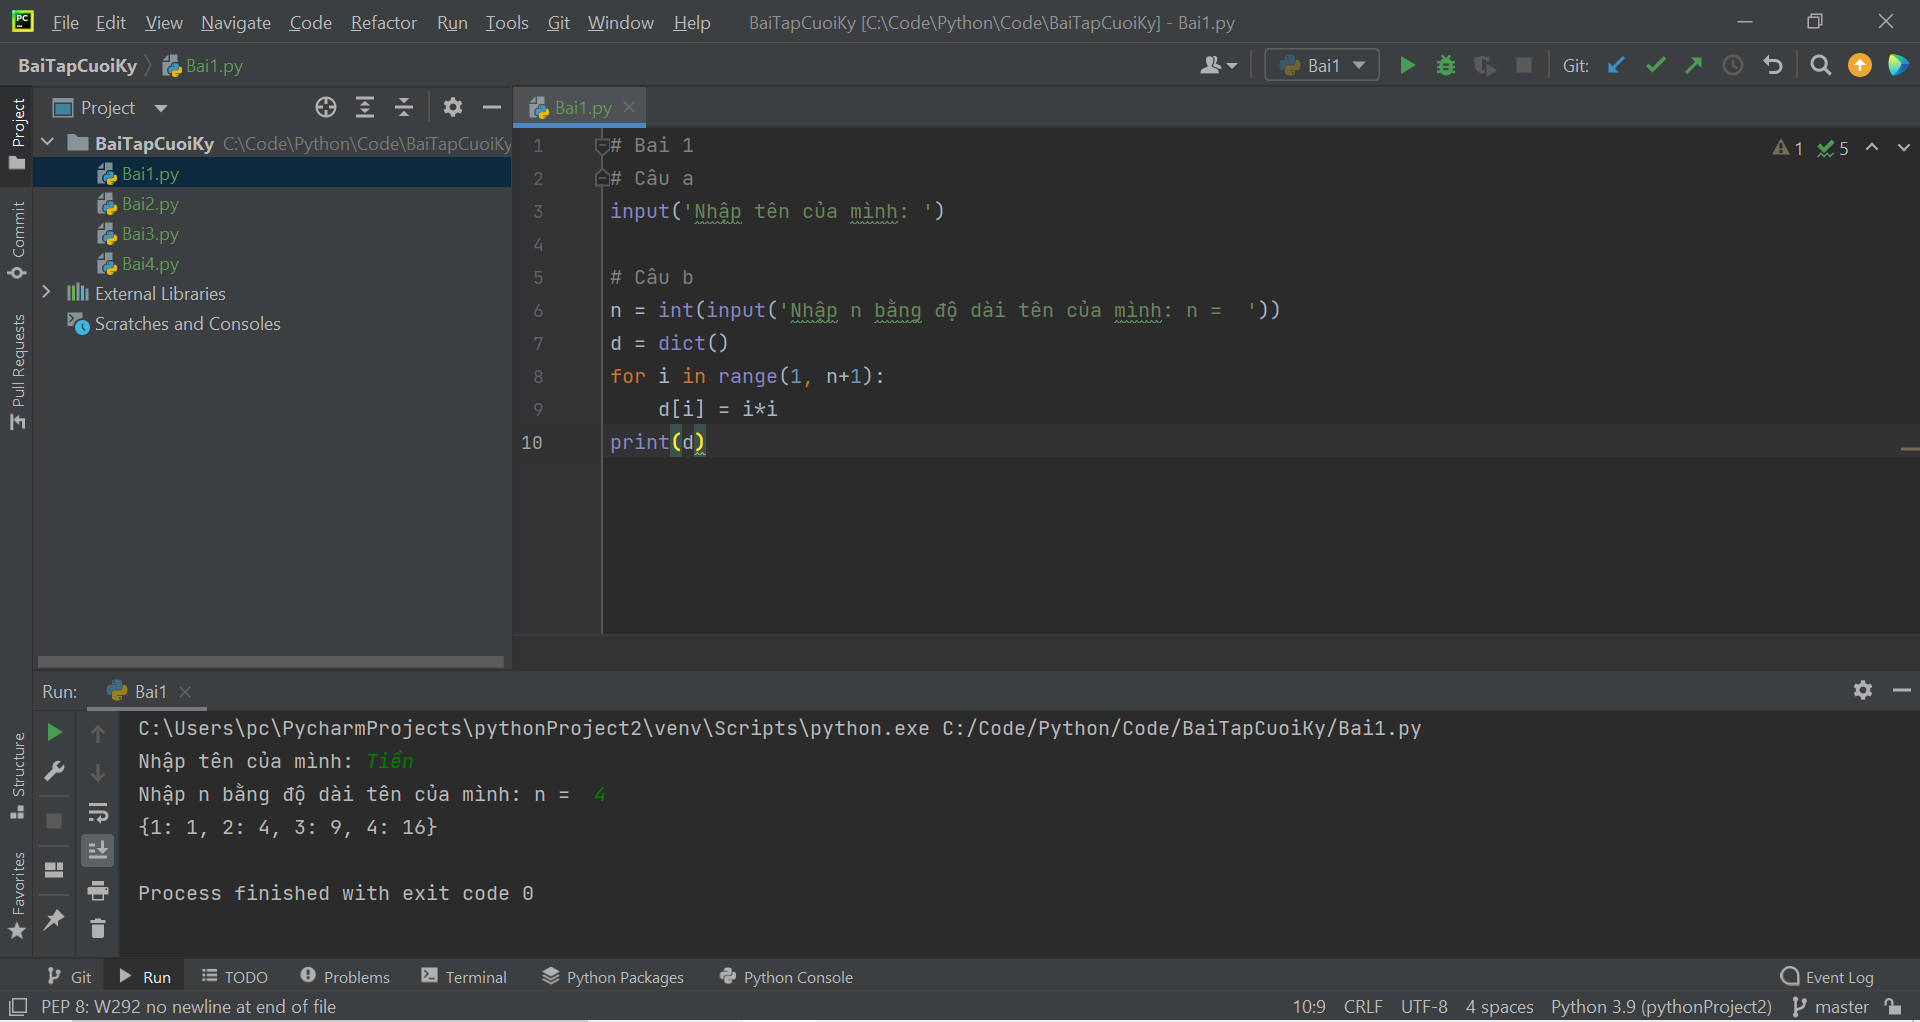 PC File Edit View Navigate Code Refactor Run Tools Git Window Help BaiTapCuoiKy [C:\Code\Python\Code\BaiTapCuoiKy] - Bai1.py
BaiTapCuoiKy Bai1.py Bai1 Git:
Project
Commit
Pull Requests
Project
BaiTapCuoiKy C:\Code\Python\Code\BaiTapCuoiKy
Bai1.py
Bai2.py
Bai3.py
Bai4.py
External Libraries
Scratches and Consoles
Bai1.py
1 # Bai 1
2 # Câu a
3 input('Nhập tên của mình: ')
4
5 # Câu b
6 n = int(input('Nhập n bằng độ dài tên của mình: n =  '))
7 d = dict()
8 for i in range(1, n+1):
9     d[i] = i*i
10 print(d)
1 5
Structure
Favorites
Run: Bai1
C:\Users\pc\PycharmProjects\pythonProject2\venv\Scripts\python.exe C:/Code/Python/Code/BaiTapCuoiKy/Bai1.py
Nhập tên của mình: Tiển
Nhập n bằng độ dài tên của mình: n =  4
{1: 1, 2: 4, 3: 9, 4: 16}
Process finished with exit code 0
Git Run TODO Problems Terminal Python Packages Python Console Event Log
PEP 8: W292 no newline at end of file 10:9 CRLF UTF-8 4 spaces Python 3.9 (pythonProject2) master